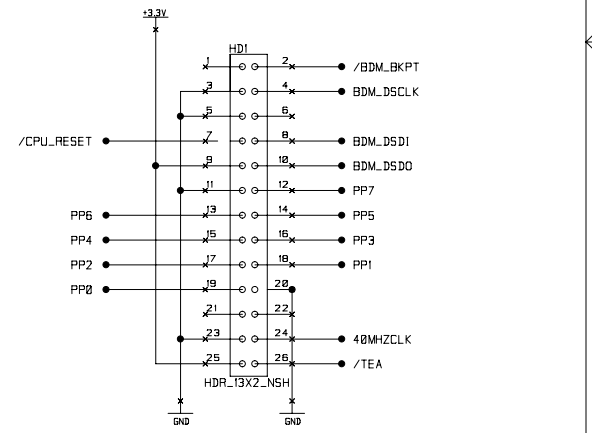 +3.3V
HD1
1 2 /BDM_BKPT
3 4 BDM_DSCLK
5 6
/CPU_RESET 7 8 BDM_DSDI
9 10 BDM_DSDO
11 12 PP7
PP6 13 14 PP5
PP4 15 16 PP3
PP2 17 18 PP1
PP0 19 20
21 22
23 24 40MHZCLK
25 26 /TEA
HDR_13X2_NSH
GND GND